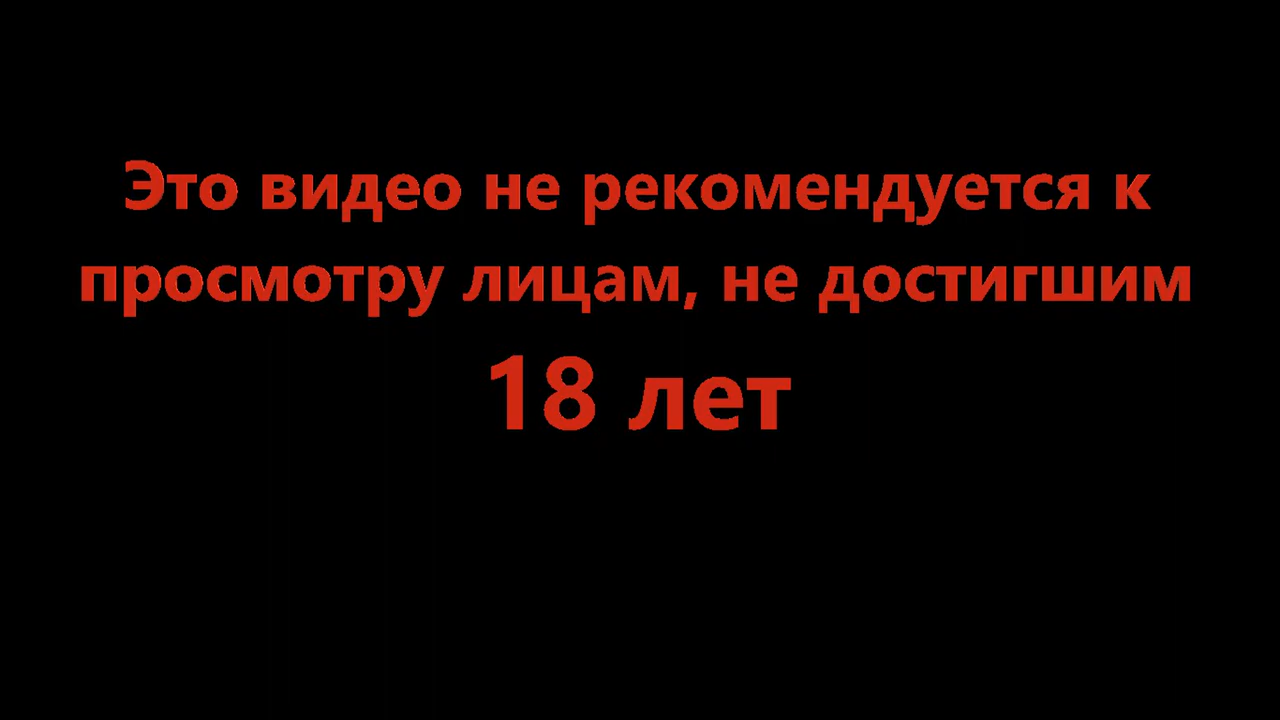 Это видео не рекомендуется к
просмотру лицам, не достигшим
18 лет